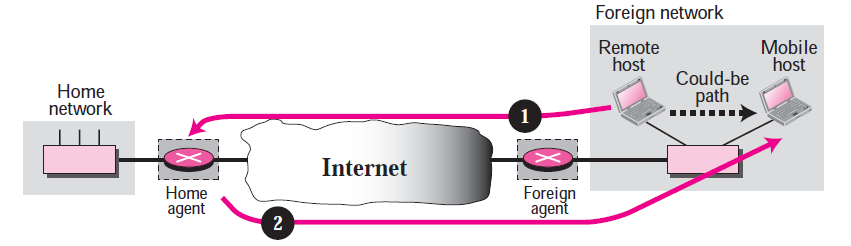 Foreign network
Remote
host
Mobile
host
Could-be
path
Home
network
1
Internet
Home
agent
Foreign
agent
2